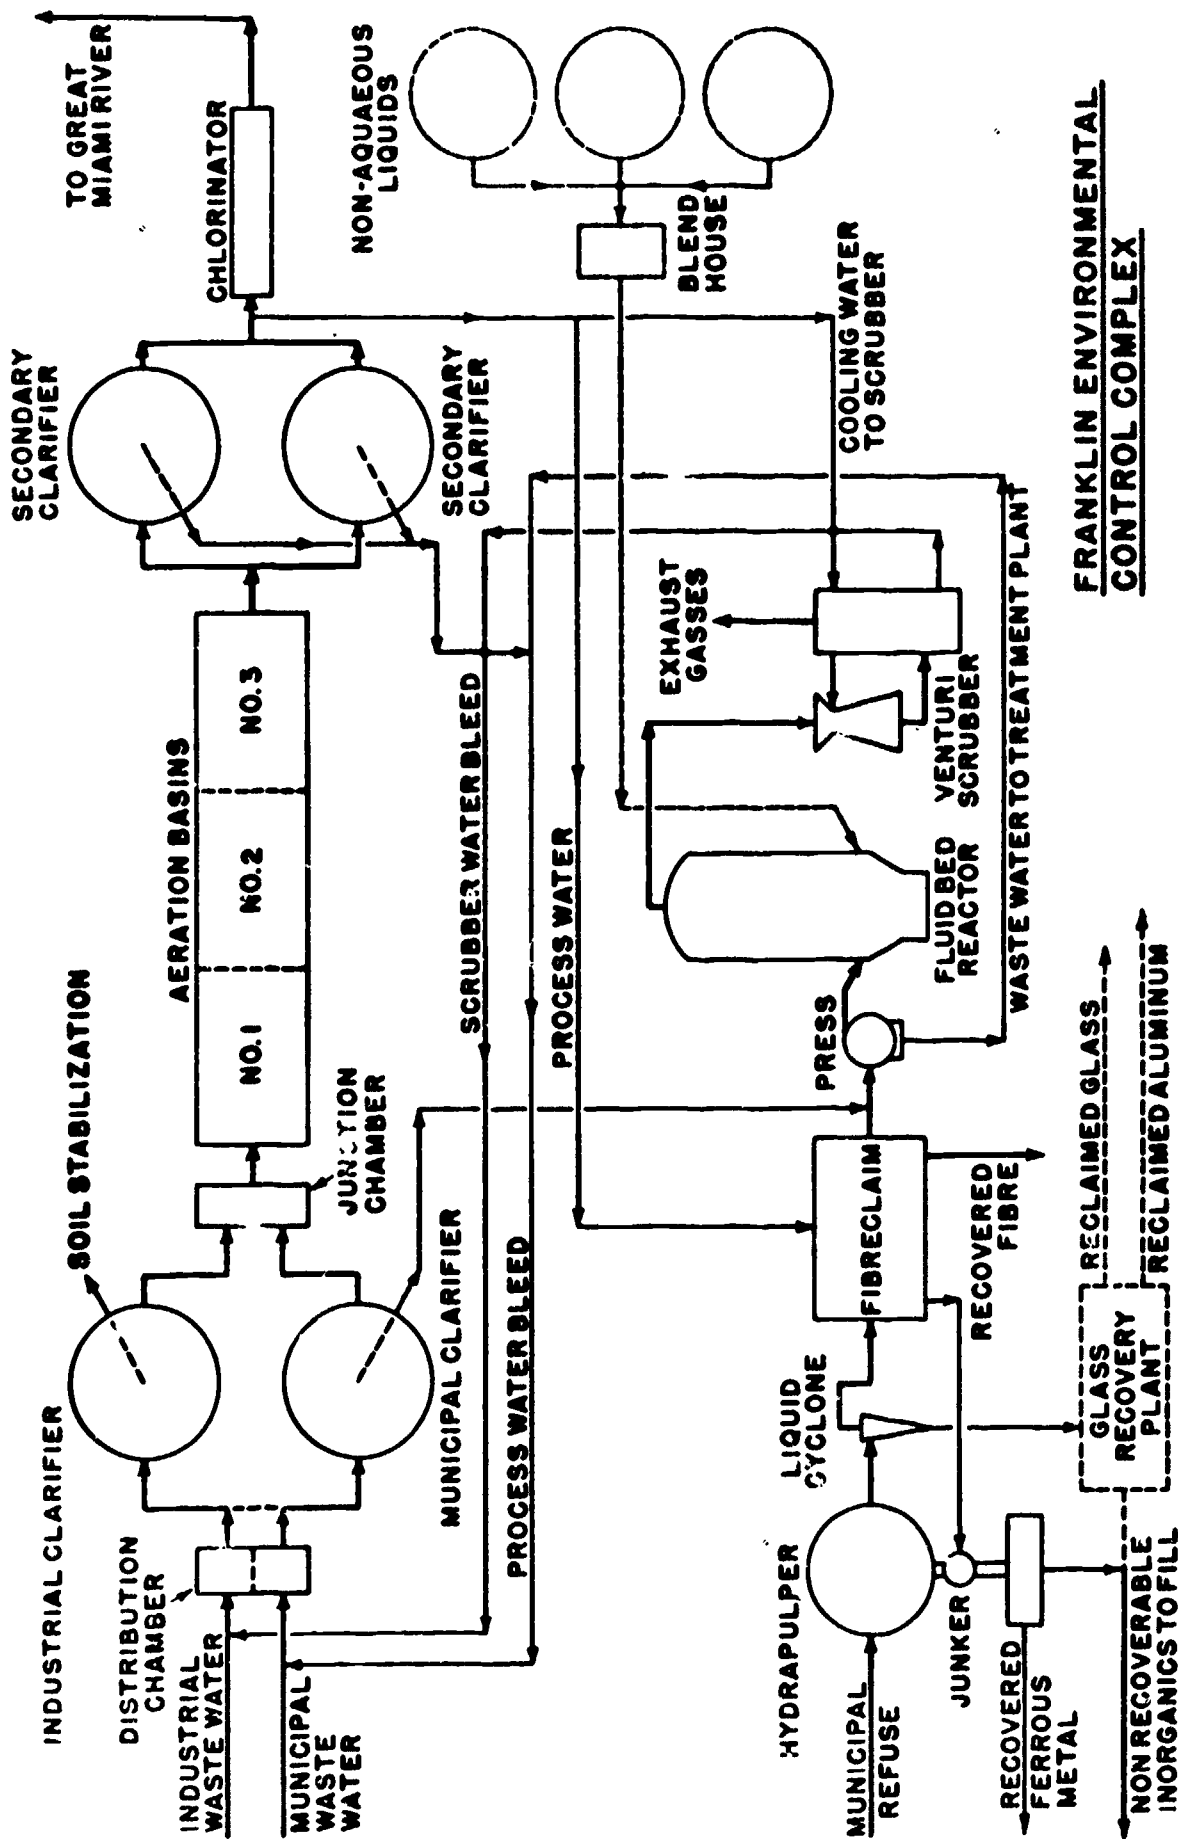 TO GREAT
MIAMI RIVER
CHLORINATOR
SECONDARY
CLARIFIER
SECONDARY
CLARIFIER
NON-AQUAEOUS
LIQUIDS
BLEND
HOUSE
COOLING WATER
TO SCRUBBER
AERATION BASINS
NO.1
NO.2
NO.3
SOIL STABILIZATION
JUNCTION
CHAMBER
INDUSTRIAL CLARIFIER
DISTRIBUTION
CHAMBER
INDUSTRIAL
WASTE WATER
MUNICIPAL
WASTE
WATER
MUNICIPAL CLARIFIER
SCRUBBER WATER BLEED
PROCESS WATER BLEED
PROCESS WATER
EXHAUST
GASSES
VENTURI
SCRUBBER
FLUID BED
REACTOR
PRESS
WASTE WATER TO TREATMENT PLANT
FIBRECLAIM
RECOVERED
FIBRE
LIQUID
CYCLONE
HYDRAPULPER
MUNICIPAL
REFUSE
JUNKER
RECOVERED
FERROUS
METAL
GLASS
RECOVERY
PLANT
RECLAIMED GLASS
RECLAIMED ALUMINUM
NON RECOVERABLE
INORGANICS TO FILL
FRANKLIN ENVIRONMENTAL
CONTROL COMPLEX